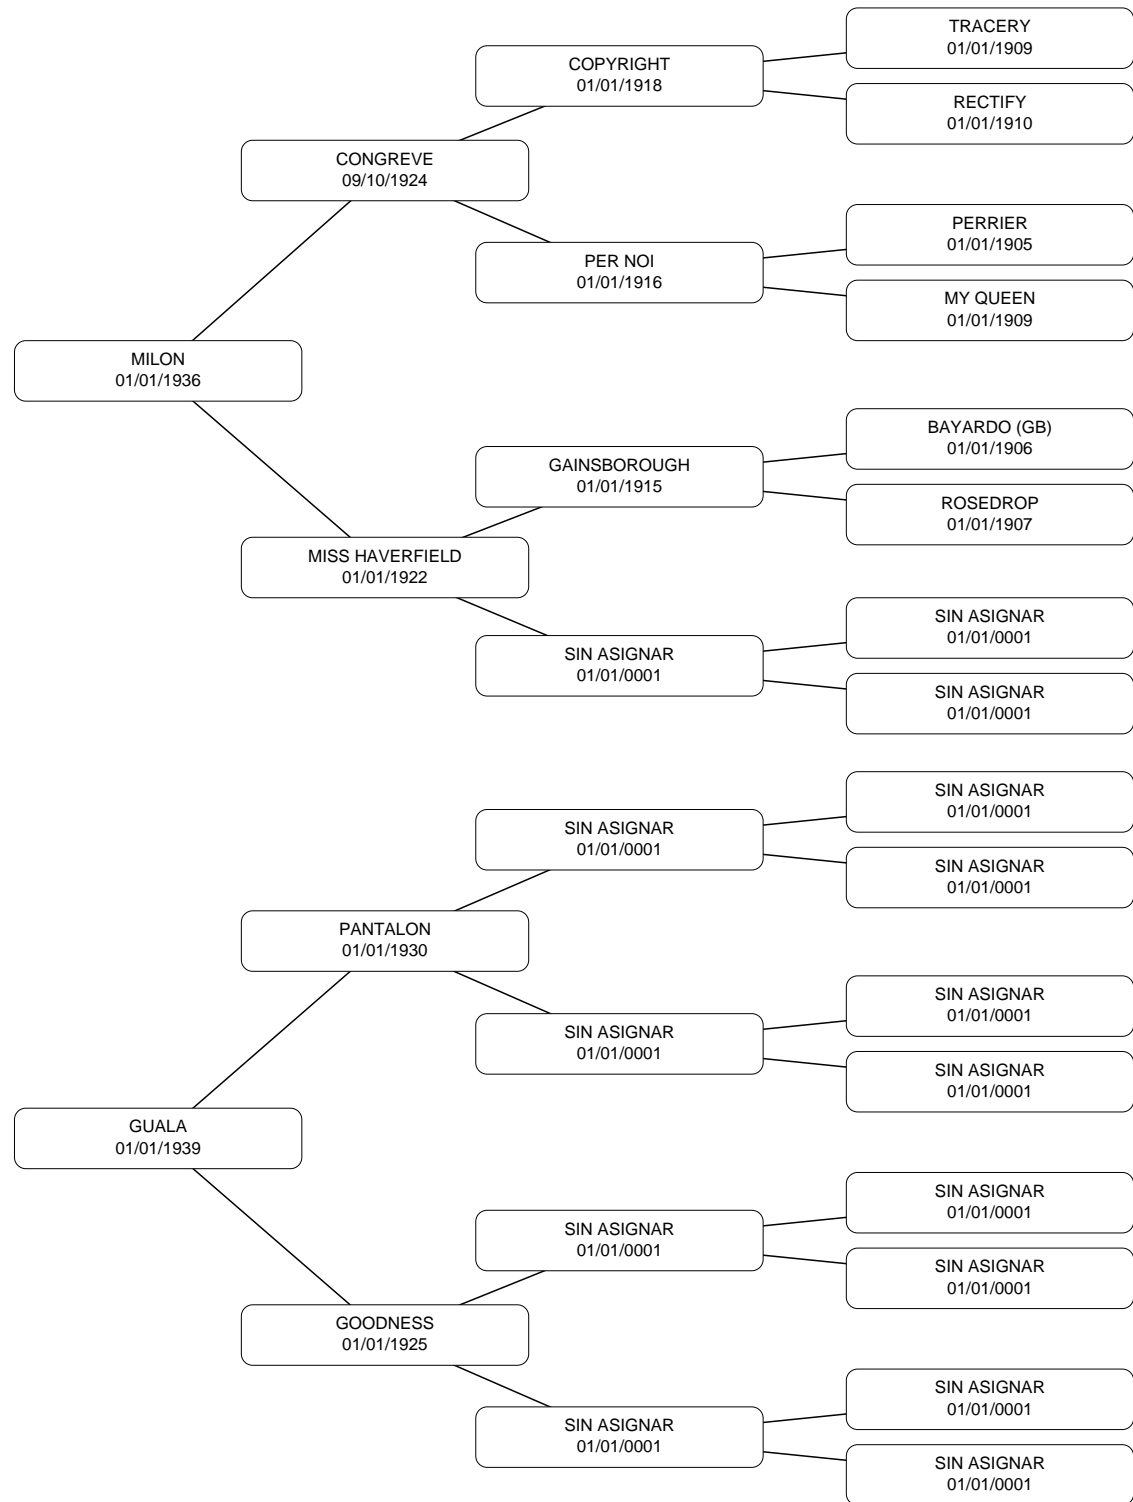 TRACERY
01/01/1909
COPYRIGHT
01/01/1918
RECTIFY
01/01/1910
CONGREVE
09/10/1924
PERRIER
01/01/1905
PER NOI
01/01/1916
MY QUEEN
01/01/1909
MILON
01/01/1936
BAYARDO (GB)
01/01/1906
GAINSBOROUGH
01/01/1915
ROSEDROP
01/01/1907
MISS HAVERFIELD
01/01/1922
SIN ASIGNAR
01/01/0001
SIN ASIGNAR
01/01/0001
SIN ASIGNAR
01/01/0001
SIN ASIGNAR
01/01/0001
SIN ASIGNAR
01/01/0001
SIN ASIGNAR
01/01/0001
PANTALON
01/01/1930
SIN ASIGNAR
01/01/0001
SIN ASIGNAR
01/01/0001
SIN ASIGNAR
01/01/0001
GUALA
01/01/1939
SIN ASIGNAR
01/01/0001
SIN ASIGNAR
01/01/0001
SIN ASIGNAR
01/01/0001
GOODNESS
01/01/1925
SIN ASIGNAR
01/01/0001
SIN ASIGNAR
01/01/0001
SIN ASIGNAR
01/01/0001